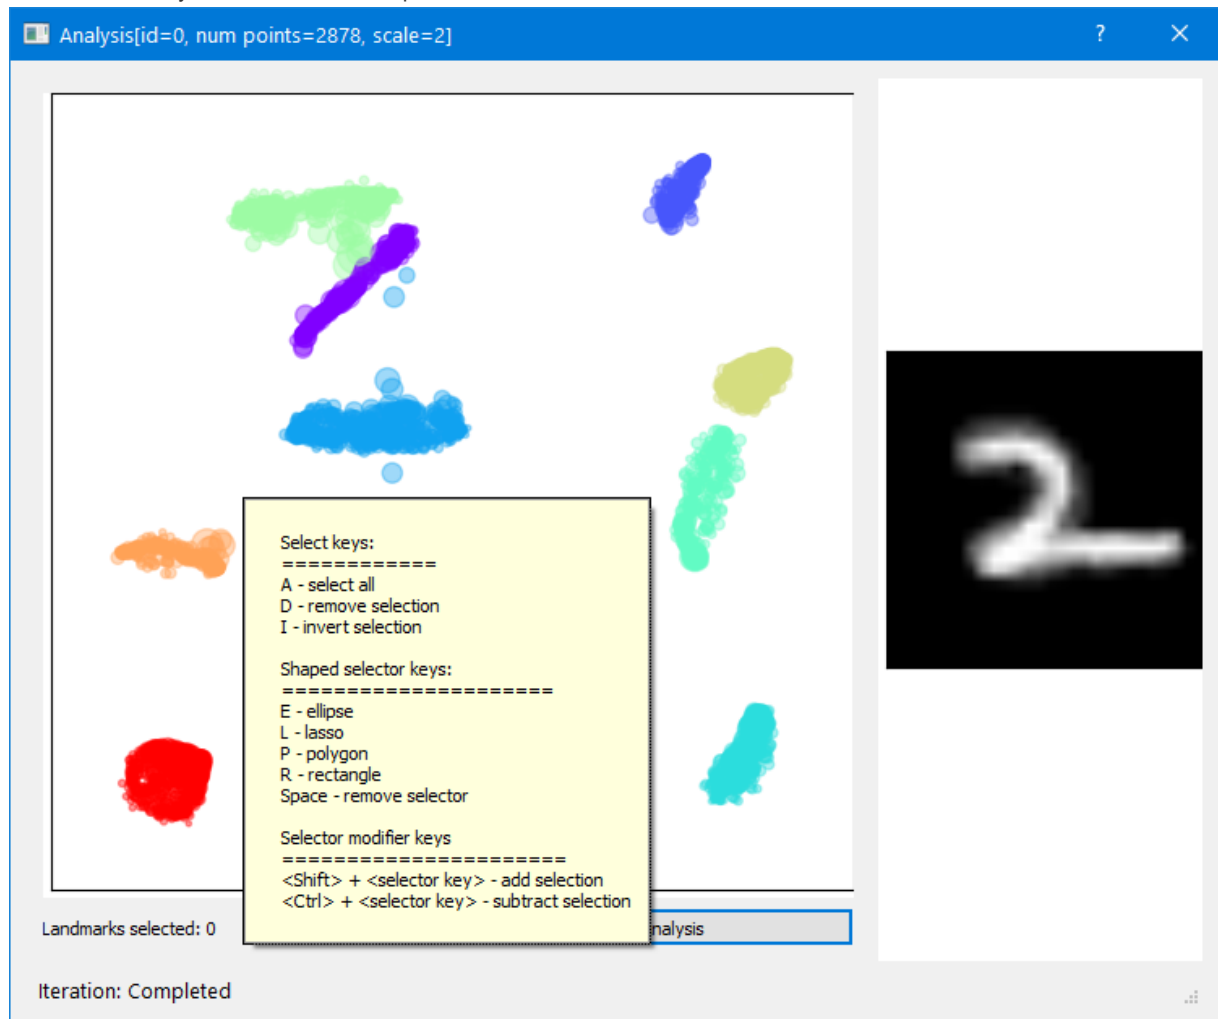 Analysis[id=0, num points=2878, scale=2]
?
2
Select keys:
============
A - select all
D - remove selection
I - invert selection
Shaped selector keys:
=====================
E - ellipse
L - lasso
P - polygon
R - rectangle
Space - remove selector
Selector modifier keys
======================
<Shift> + <selector key> - add selection
<Ctrl> + <selector key> - subtract selection
Landmarks selected: 0
nalysis
Iteration: Completed